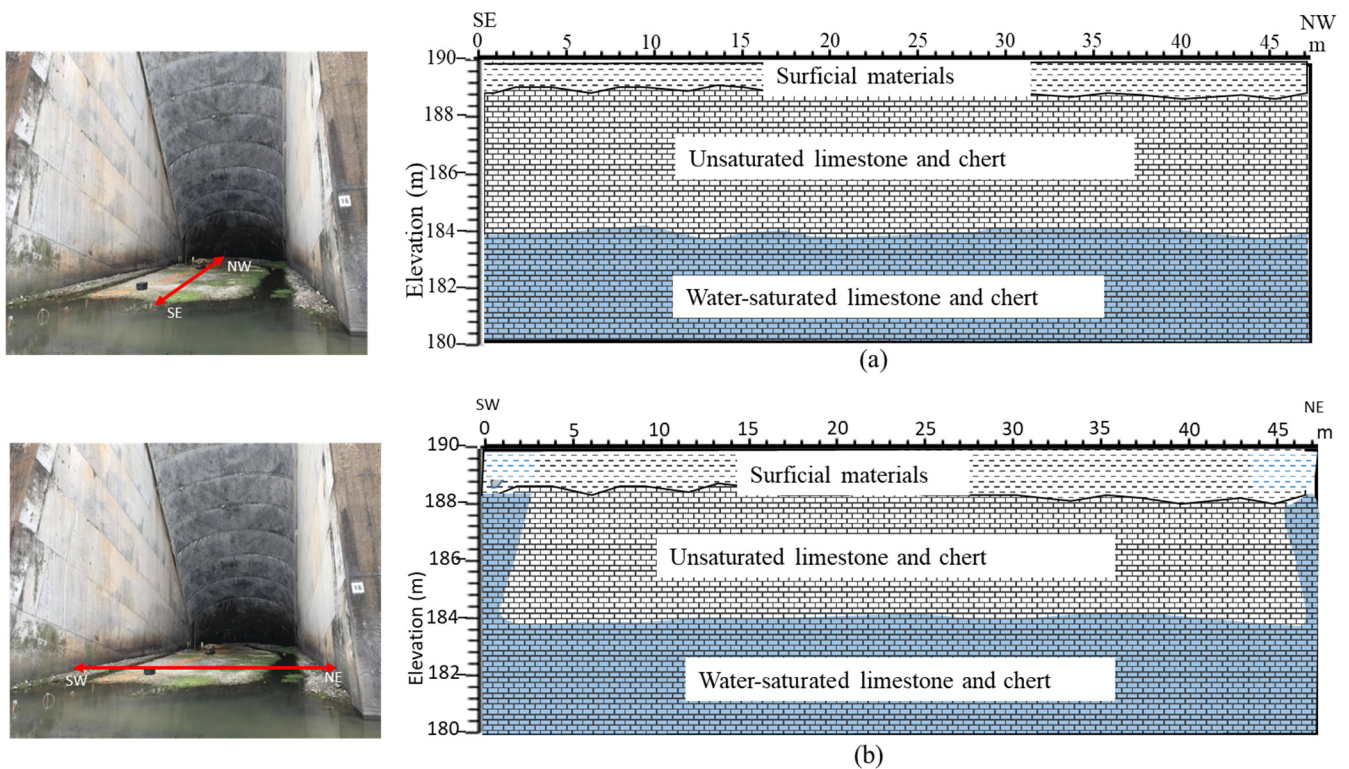 SE NW
0 5 10 15 20 25 30 35 40 45 m
190
188
186
184
182
180
Elevation (m)
Surficial materials
Unsaturated limestone and chert
Water-saturated limestone and chert
(a)
16
NW
SE
SW NE
0 5 10 15 20 25 30 35 40 45 m
190
188
186
184
182
180
Elevation (m)
Surficial materials
Unsaturated limestone and chert
Water-saturated limestone and chert
(b)
16
SW NE